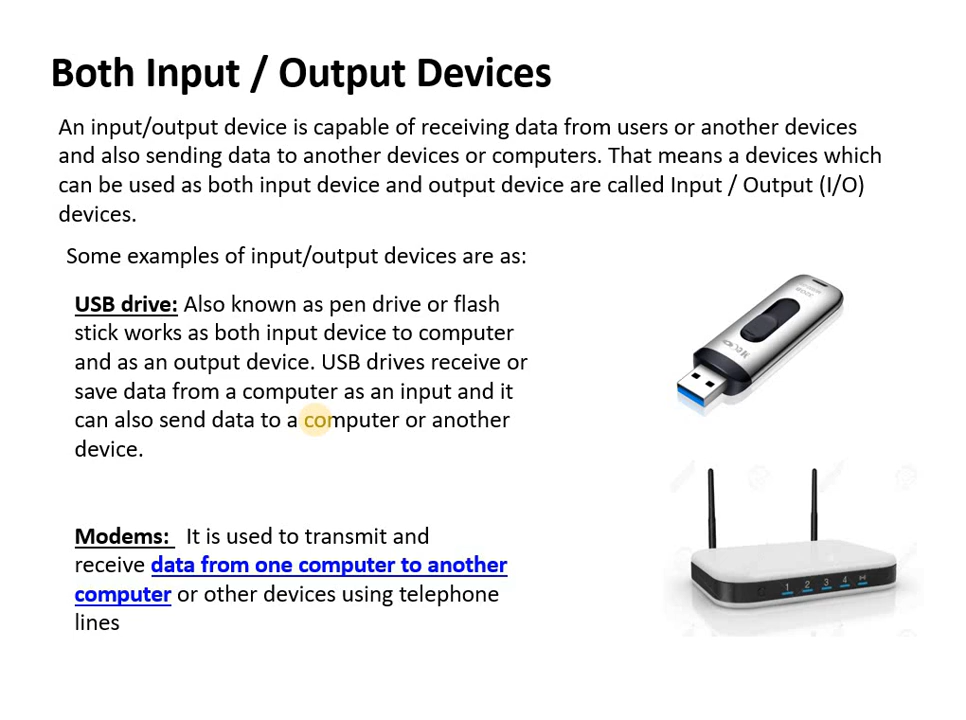 Both Input / Output Devices
An input/output device is capable of receiving data from users or another devices
and also sending data to another devices or computers. That means a devices which
can be used as both input device and output device are called Input / Output (I/O)
devices.
Some examples of input/output devices are as:
USB drive: Also known as pen drive or flash
stick works as both input device to computer
and as an output device. USB drives receive or
save data from a computer as an input and it
can also send data to a computer or another
device.
Modems: It is used to transmit and
receive data from one computer to another
computer or other devices using telephone
lines
1 2 3 4